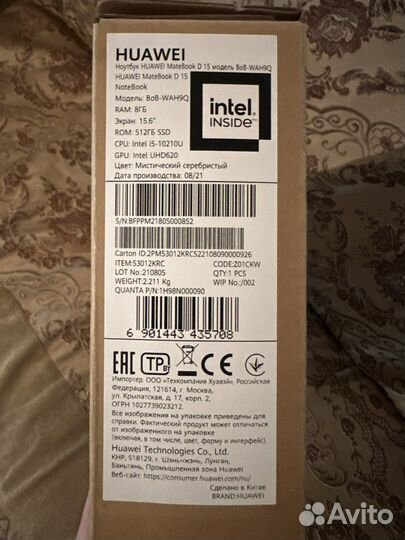 HUAWEI
Ноутбук HUAWEI MateBook D 15 модель BoB-WAH9Q
HUAWEI MateBook D 15
NoteBook
Модель: BoB-WAH9Q
RAM: 8ГБ
Экран: 15.6"
ROM: 512ГБ SSD
CPU: Intel i5-10210U
GPU: Intel UHD620
Цвет: Мистический серебристый
Дата производства: 08/21
intel
INSIDE™
S/N:BFPPM21805000852
Carton ID:2PM53012KRCS22108090000926
ITEM:53012KRC
CODE:Z01CKW
LOT No:210805
QTY:1 PCS
WEIGHT:2.211 Kg
WIP No:/002
QUANTA P/N:1H98N000090
6 901443 435708
EAC
TP BY
CE
Импортер: ООО «Техкомпания Хуавэй», Российская
Федерация, 121614, г. Москва,
ул. Крылатская, д. 17, корп. 2,
ОГРН 1027739023212
Все изображения на упаковке приведены для
справки. Фактический продукт может отличаться
от изображенного на упаковке
(включая, в том числе, цвет, форму и интерфейс).
Huawei Technologies Co., Ltd.
КНР, 518129, г. Шэньчжэнь, Лунган,
Баньтянь, Промышленная зона Huawei
Веб-сайт: https://consumer.huawei.com/ru/
Сделано в Китае
BRAND:HUAWEI
Avito